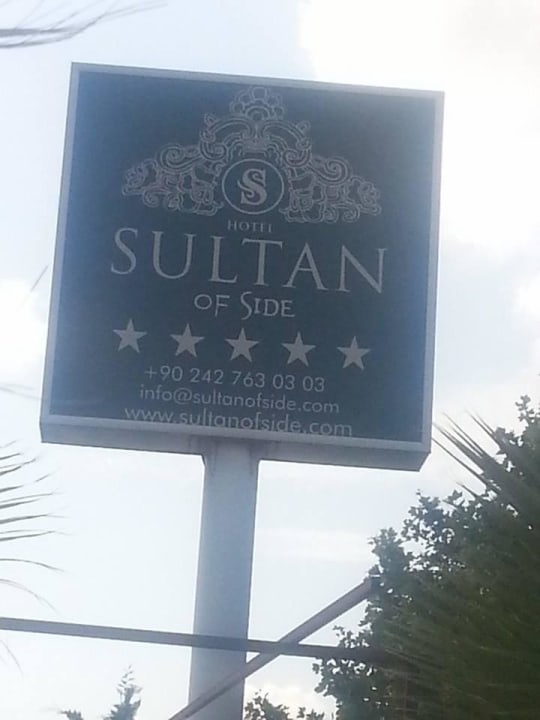 S
HOTEL
SULTAN
OF SIDE
+90 242 763 03 03
info@sultanofside.com
www.sultanofside.com